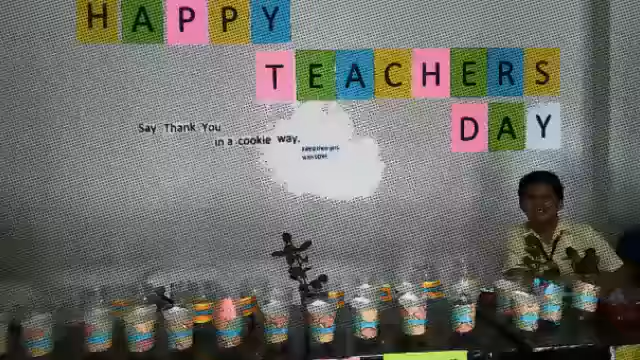 HAPPY
TEACHERS
DAY
Say Thank You
in a cookie way.